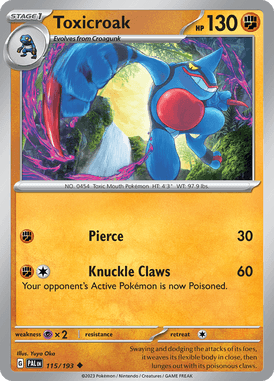 STAGE 1
Toxicroak
HP 130
Evolves from Croagunk
NO. 0454 Toxic Mouth Pokémon HT: 4'3" WT: 97.9 lbs.
Pierce 30
Knuckle Claws 60
Your opponent's Active Pokémon is now Poisoned.
weakness ×2 resistance retreat
Illus. Yuya Oka
Swaying and dodging the attacks of its foes,
it weaves its flexible body in close, then
lunges out with its poisonous claws.
PAL EN 115/193
©2023 Pokémon / Nintendo / Creatures / GAME FREAK